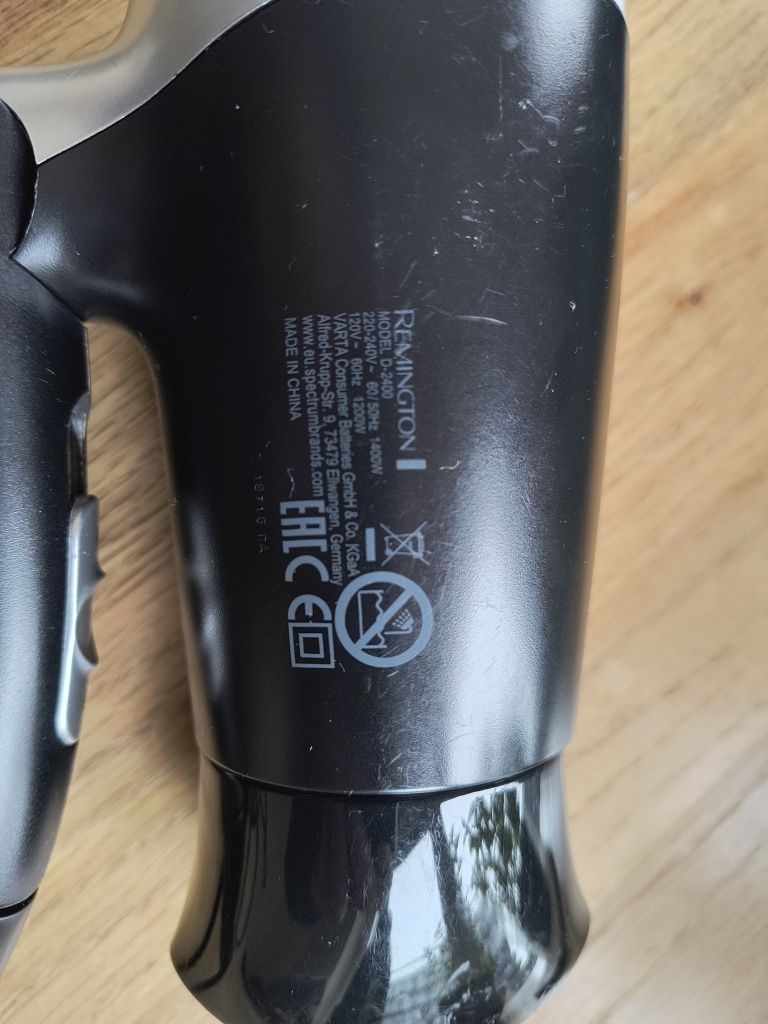 REMINGTON
MODEL D-2400
220-240V~ 60/50Hz 1400W
120V~ 60Hz 1200W
VARTA Consumer Batteries GmbH & Co. KGaA
Alfred-Krupp-Str. 9, 73479 Ellwangen, Germany
www.eu.spectrumbrands.com
MADE IN CHINA
EAC CE